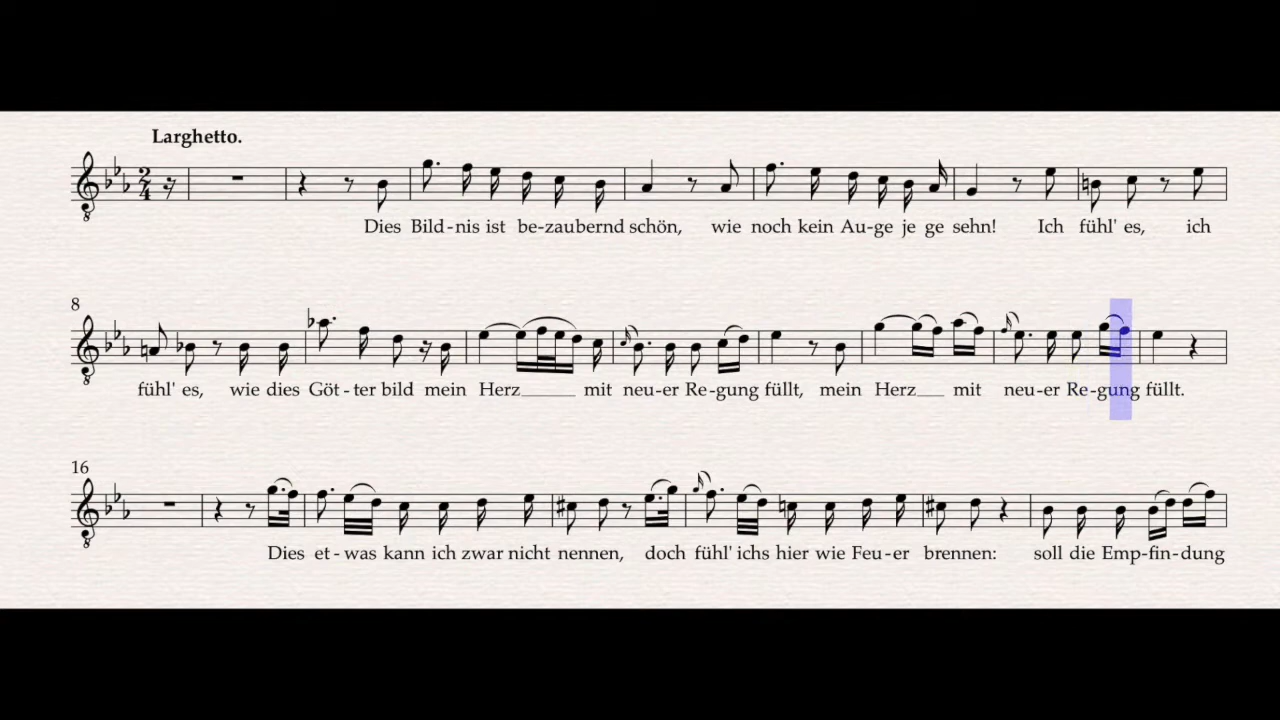 Larghetto.
Dies Bild-nis ist be-zaubernd schön, wie noch kein Au-ge je ge sehn! Ich fühl' es, ich
8
fühl' es, wie dies Göt-ter bild mein Herz____ mit neu-er Re-gung füllt, mein Herz__ mit neu-er Re-gung füllt.
16
Dies et-was kann ich zwar nicht nennen, doch fühl' ichs hier wie Feu-er brennen: soll die Emp-fin-dung